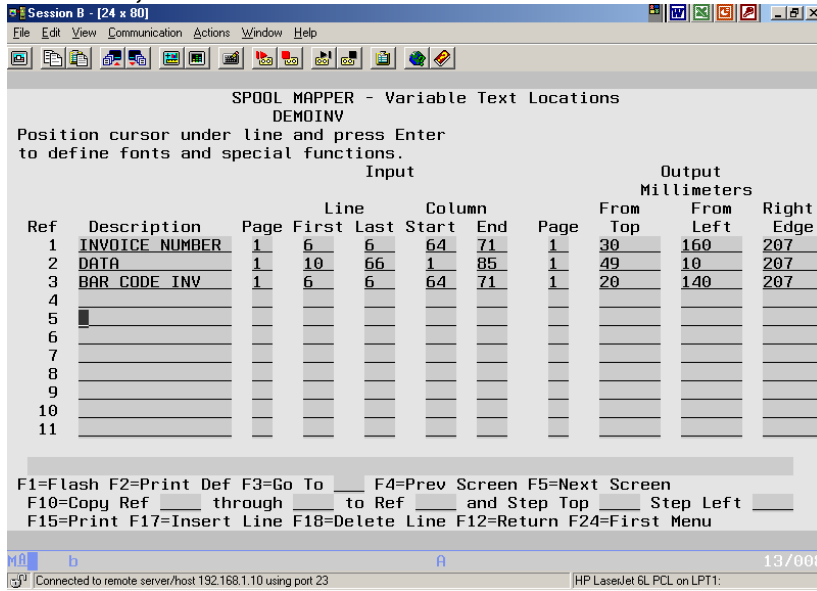 Session B - [24 x 80]
File Edit View Communication Actions Window Help
SPOOL MAPPER - Variable Text Locations
DEMOINV
Position cursor under line and press Enter
to define fonts and special functions.
Input Output
Millimeters
Line Column From From Right
Ref Description Page First Last Start End Page Top Left Edge
1 INVOICE NUMBER 1 6 6 64 71 1 30 160 207
2 DATA 1 10 66 1 85 1 49 10 207
3 BAR CODE INV 1 6 6 64 71 1 20 140 207
4
5
6
7
8
9
10
11
F1=Flash F2=Print Def F3=Go To F4=Prev Screen F5=Next Screen
F10=Copy Ref through to Ref and Step Top Step Left
F15=Print F17=Insert Line F18=Delete Line F12=Return F24=First Menu
MA b A 13/008
Connected to remote server/host 192.168.1.10 using port 23 HP LaserJet 6L PCL on LPT1: